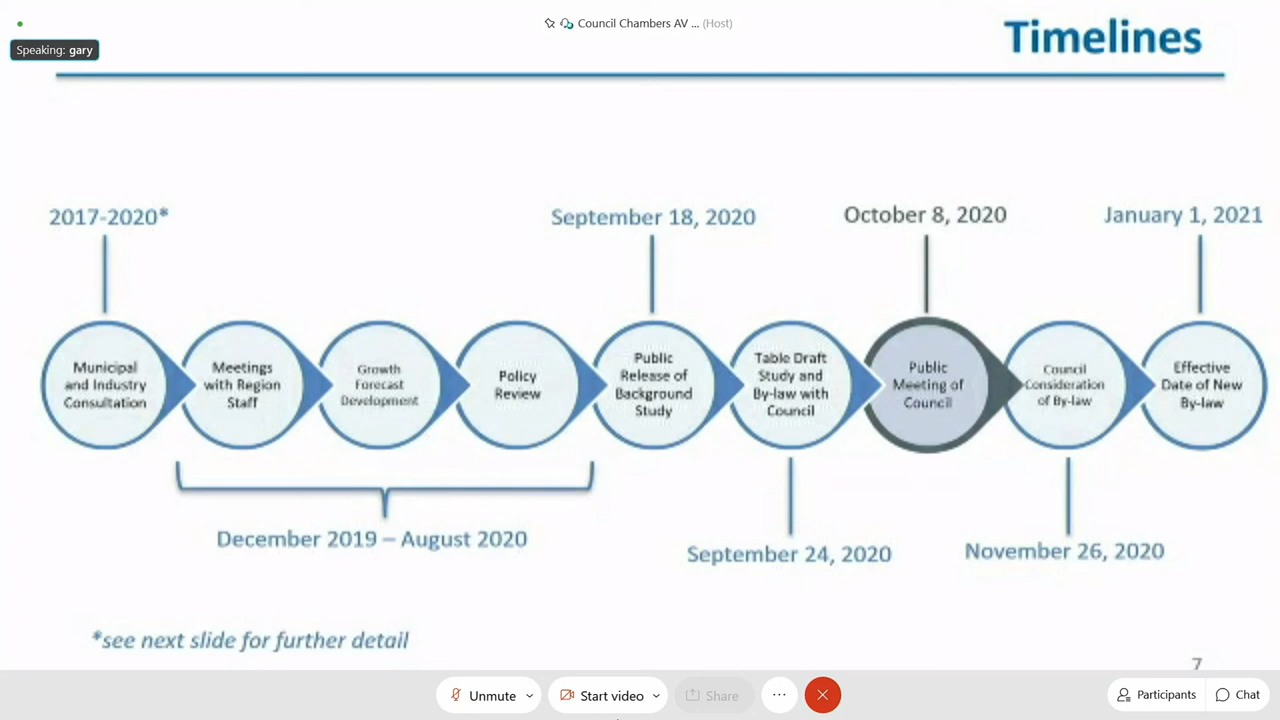 Council Chambers AV ... (Host)
Speaking: gary
Timelines
2017-2020*
September 18, 2020
October 8, 2020
January 1, 2021
Municipal
and Industry
Consultation
Meetings
with Region
Staff
Growth
Forecast
Development
Policy
Review
Public
Release of
Background
Study
Table Draft
Study and
By-law with
Council
Public
Meeting of
Council
Council
Consideration
of By-law
Effective
Date of New
By-law
December 2019 – August 2020
September 24, 2020
November 26, 2020
*see next slide for further detail
7
Unmute
Start video
Share
...
Participants
Chat